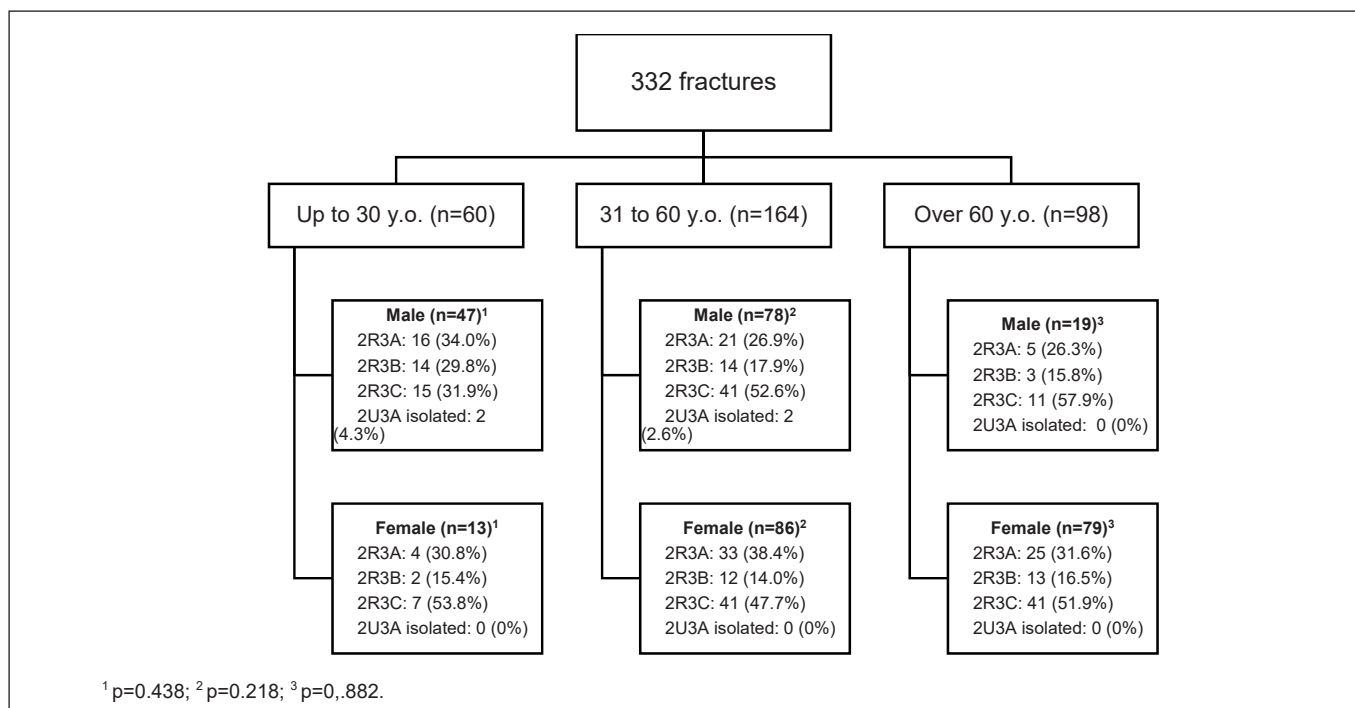 332 fractures
Up to 30 y.o. (n=60)
31 to 60 y.o. (n=164)
Over 60 y.o. (n=98)
Male (n=47)¹
2R3A: 16 (34.0%)
2R3B: 14 (29.8%)
2R3C: 15 (31.9%)
2U3A isolated: 2
(4.3%)
Male (n=78)²
2R3A: 21 (26.9%)
2R3B: 14 (17.9%)
2R3C: 41 (52.6%)
2U3A isolated: 2
(2.6%)
Male (n=19)³
2R3A: 5 (26.3%)
2R3B: 3 (15.8%)
2R3C: 11 (57.9%)
2U3A isolated: 0 (0%)
Female (n=13)¹
2R3A: 4 (30.8%)
2R3B: 2 (15.4%)
2R3C: 7 (53.8%)
2U3A isolated: 0 (0%)
Female (n=86)²
2R3A: 33 (38.4%)
2R3B: 12 (14.0%)
2R3C: 41 (47.7%)
2U3A isolated: 0 (0%)
Female (n=79)³
2R3A: 25 (31.6%)
2R3B: 13 (16.5%)
2R3C: 41 (51.9%)
2U3A isolated: 0 (0%)
¹ p=0.438; ² p=0.218; ³ p=0,.882.